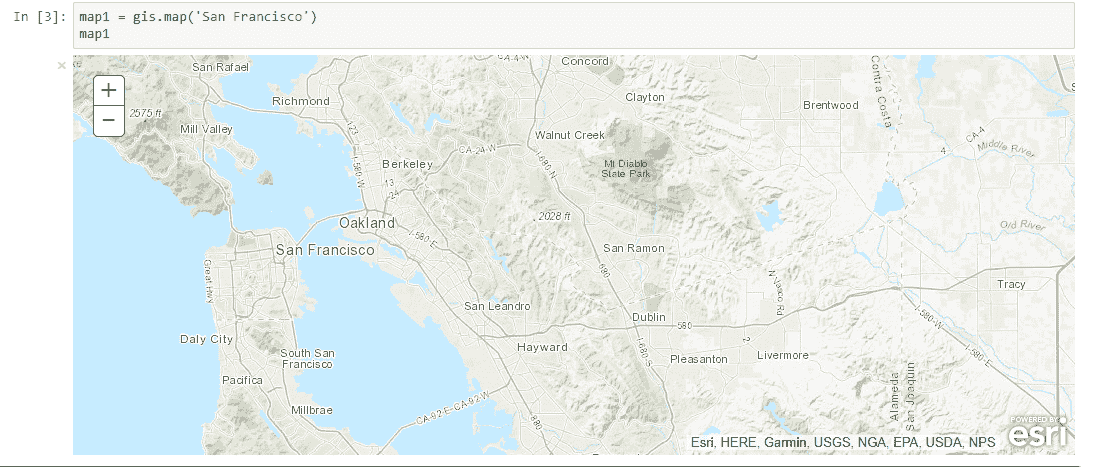 In [3]: map1 = gis.map('San Francisco')
map1
×
San Rafael
CA-4-W
Concord
Contra Costa
Richmond
Clayton
Brentwood
+
2575 ft
−
Mill Valley
I-580-W
Walnut Creek
CA-4
4
Middle River
Berkeley
CA-24-W
I-680-N
Mt Diablo
State Park
13
24
Oakland
2028 ft
Old River
I-580-E
San Francisco
San Ramon
Great Hwy
680
N Vasco Rd
Tracy
San Leandro
Dublin
580
I-580-W
Daly City
Hayward
I-680-S
2
I-580-E
South San
Francisco
Pleasanton
Livermore
Pacifica
Alameda
San Joaquin
Millbrae
CA-92-E-CA-92-W
880
POWERED BY
esri
Esri, HERE, Garmin, USGS, NGA, EPA, USDA, NPS